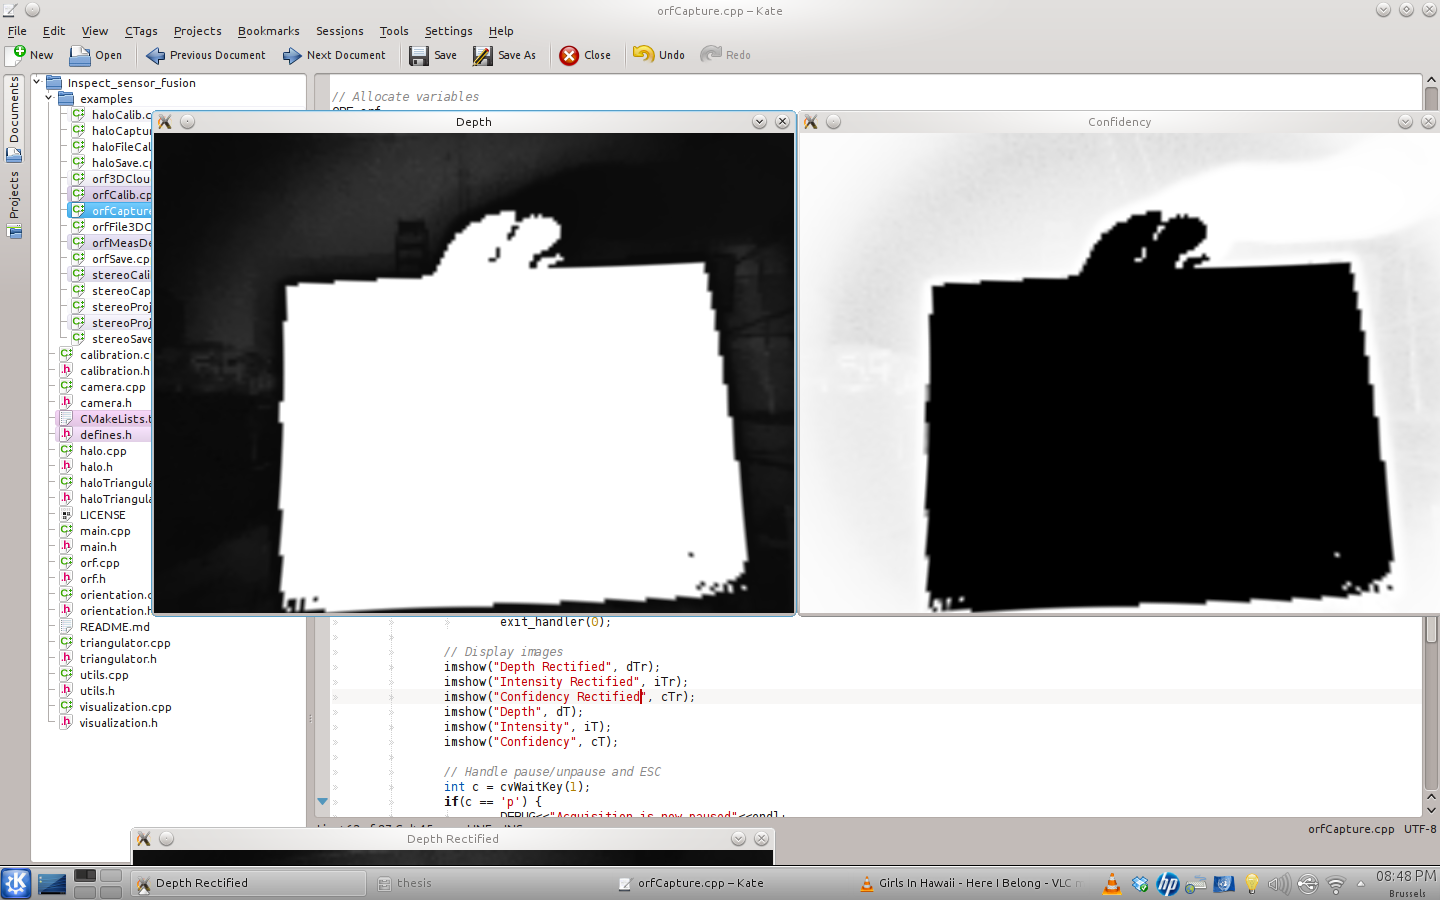 orfCapture.cpp – Kate
File Edit View CTags Projects Bookmarks Sessions Tools Settings Help
New Open Previous Document Next Document Save Save As Close Undo Redo
Documents
Projects
Inspect_sensor_fusion
examples
haloCalib.c
haloCaptur
haloFileCal
haloSave.cp
orf3DClou
orfCalib.cp
orfCapture
orfFile3DC
orfMeasDe
orfSave.cp
stereoCali
stereoCap
stereoProj
stereoProj
stereoSave
calibration.c
calibration.h
camera.cpp
camera.h
CMakeLists.t
defines.h
halo.cpp
halo.h
haloTriangula
haloTriangula
LICENSE
main.cpp
main.h
orf.cpp
orf.h
orientation.c
orientation.h
README.md
triangulator.cpp
triangulator.h
utils.cpp
utils.h
visualization.cpp
visualization.h
// Allocate variables
Depth
Confidency
exit_handler(0);
// Display images
imshow("Depth Rectified", dTr);
imshow("Intensity Rectified", iTr);
imshow("Confidency Rectified", cTr);
imshow("Depth", dT);
imshow("Intensity", iT);
imshow("Confidency", cT);
// Handle pause/unpause and ESC
int c = cvWaitKey(1);
if(c == 'p') {
DEBUG<<"Acquisition is now paused"<<endl;
orfCapture.cpp UTF-8
Depth Rectified
Depth Rectified
thesis
orfCapture.cpp – Kate
Girls In Hawaii - Here I Belong - VLC
hp
08:48 PM
Brussels